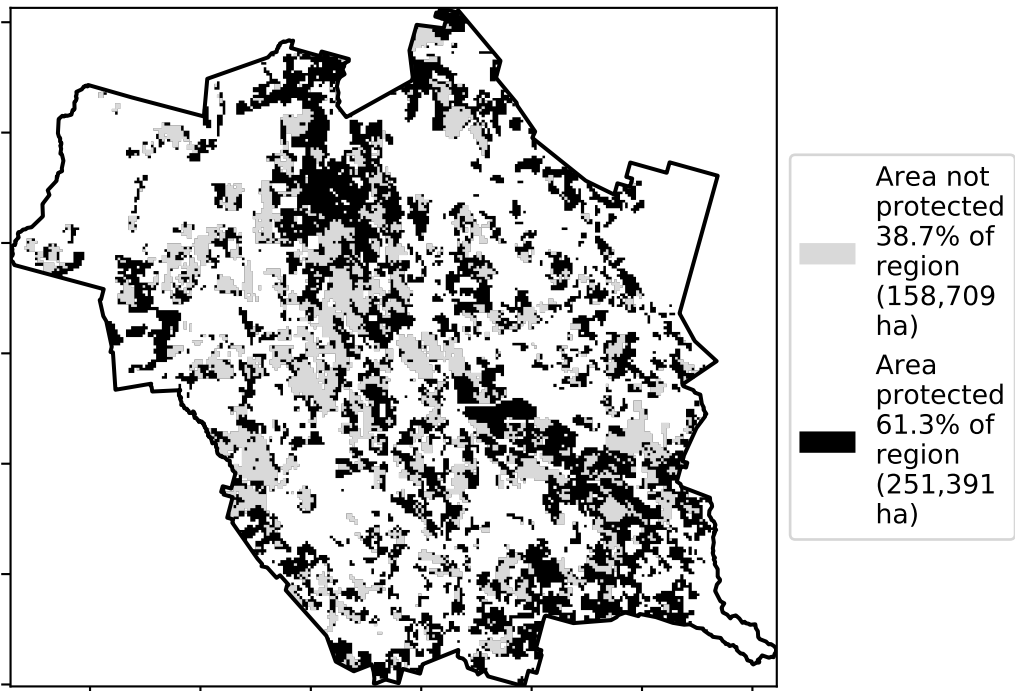 Area not
protected
38.7% of
region
(158,709
ha)
Area
protected
61.3% of
region
(251,391
ha)